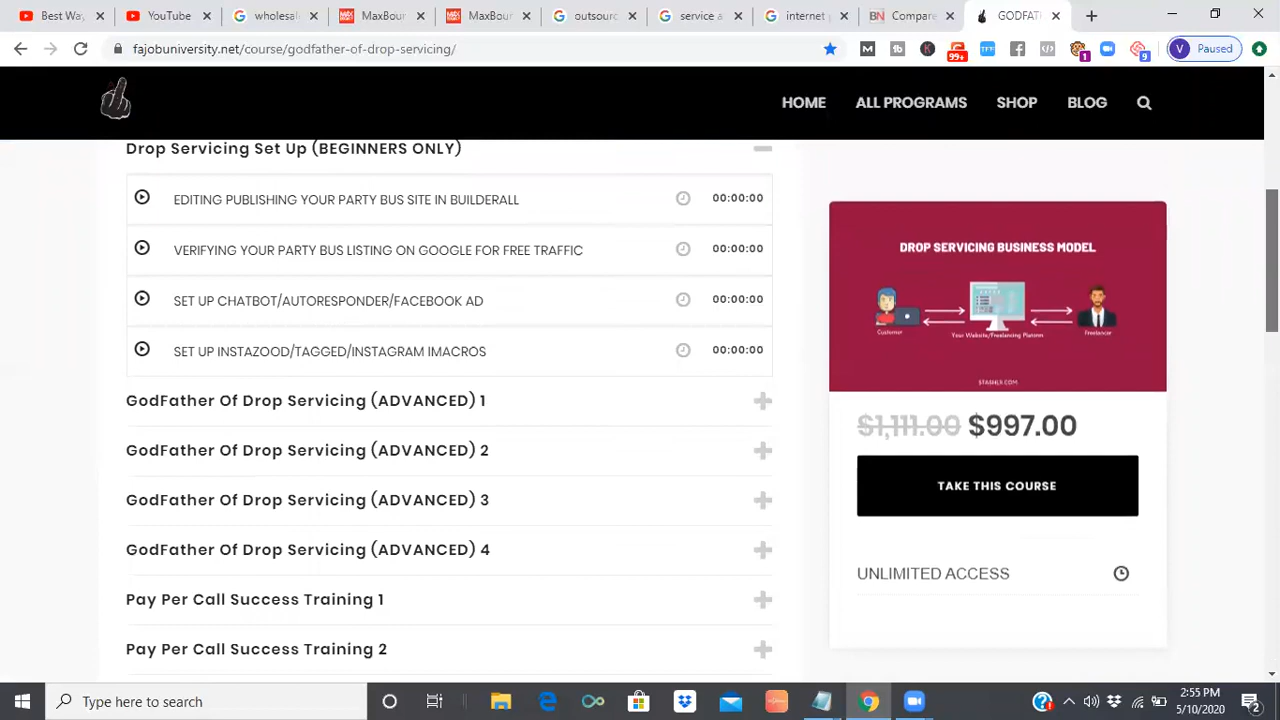 Best Wa
wholesal
MaxBour
MaxBour
outsourc
service a
internet
Compare
GODFAT
fajobuniversity.net/course/godfather-of-drop-servicing/
99+
1
9
V Paused
HOME
ALL PROGRAMS
SHOP
BLOG
Drop Servicing Set Up (BEGINNERS ONLY)
EDITING PUBLISHING YOUR PARTY BUS SITE IN BUILDERALL 00:00:00
VERIFYING YOUR PARTY BUS LISTING ON GOOGLE FOR FREE TRAFFIC 00:00:00
SET UP CHATBOT/AUTORESPONDER/FACEBOOK AD 00:00:00
SET UP INSTAZOOD/TAGGED/INSTAGRAM IMACROS 00:00:00
GodFather Of Drop Servicing (ADVANCED) 1
GodFather Of Drop Servicing (ADVANCED) 2
GodFather Of Drop Servicing (ADVANCED) 3
GodFather Of Drop Servicing (ADVANCED) 4
Pay Per Call Success Training 1
Pay Per Call Success Training 2
DROP SERVICING BUSINESS MODEL
Customer
Your Website/Freelancing Platform
Freelancer
$1,111.00 $997.00
TAKE THIS COURSE
UNLIMITED ACCESS
Type here to search
2:55 PM
5/10/2020
2